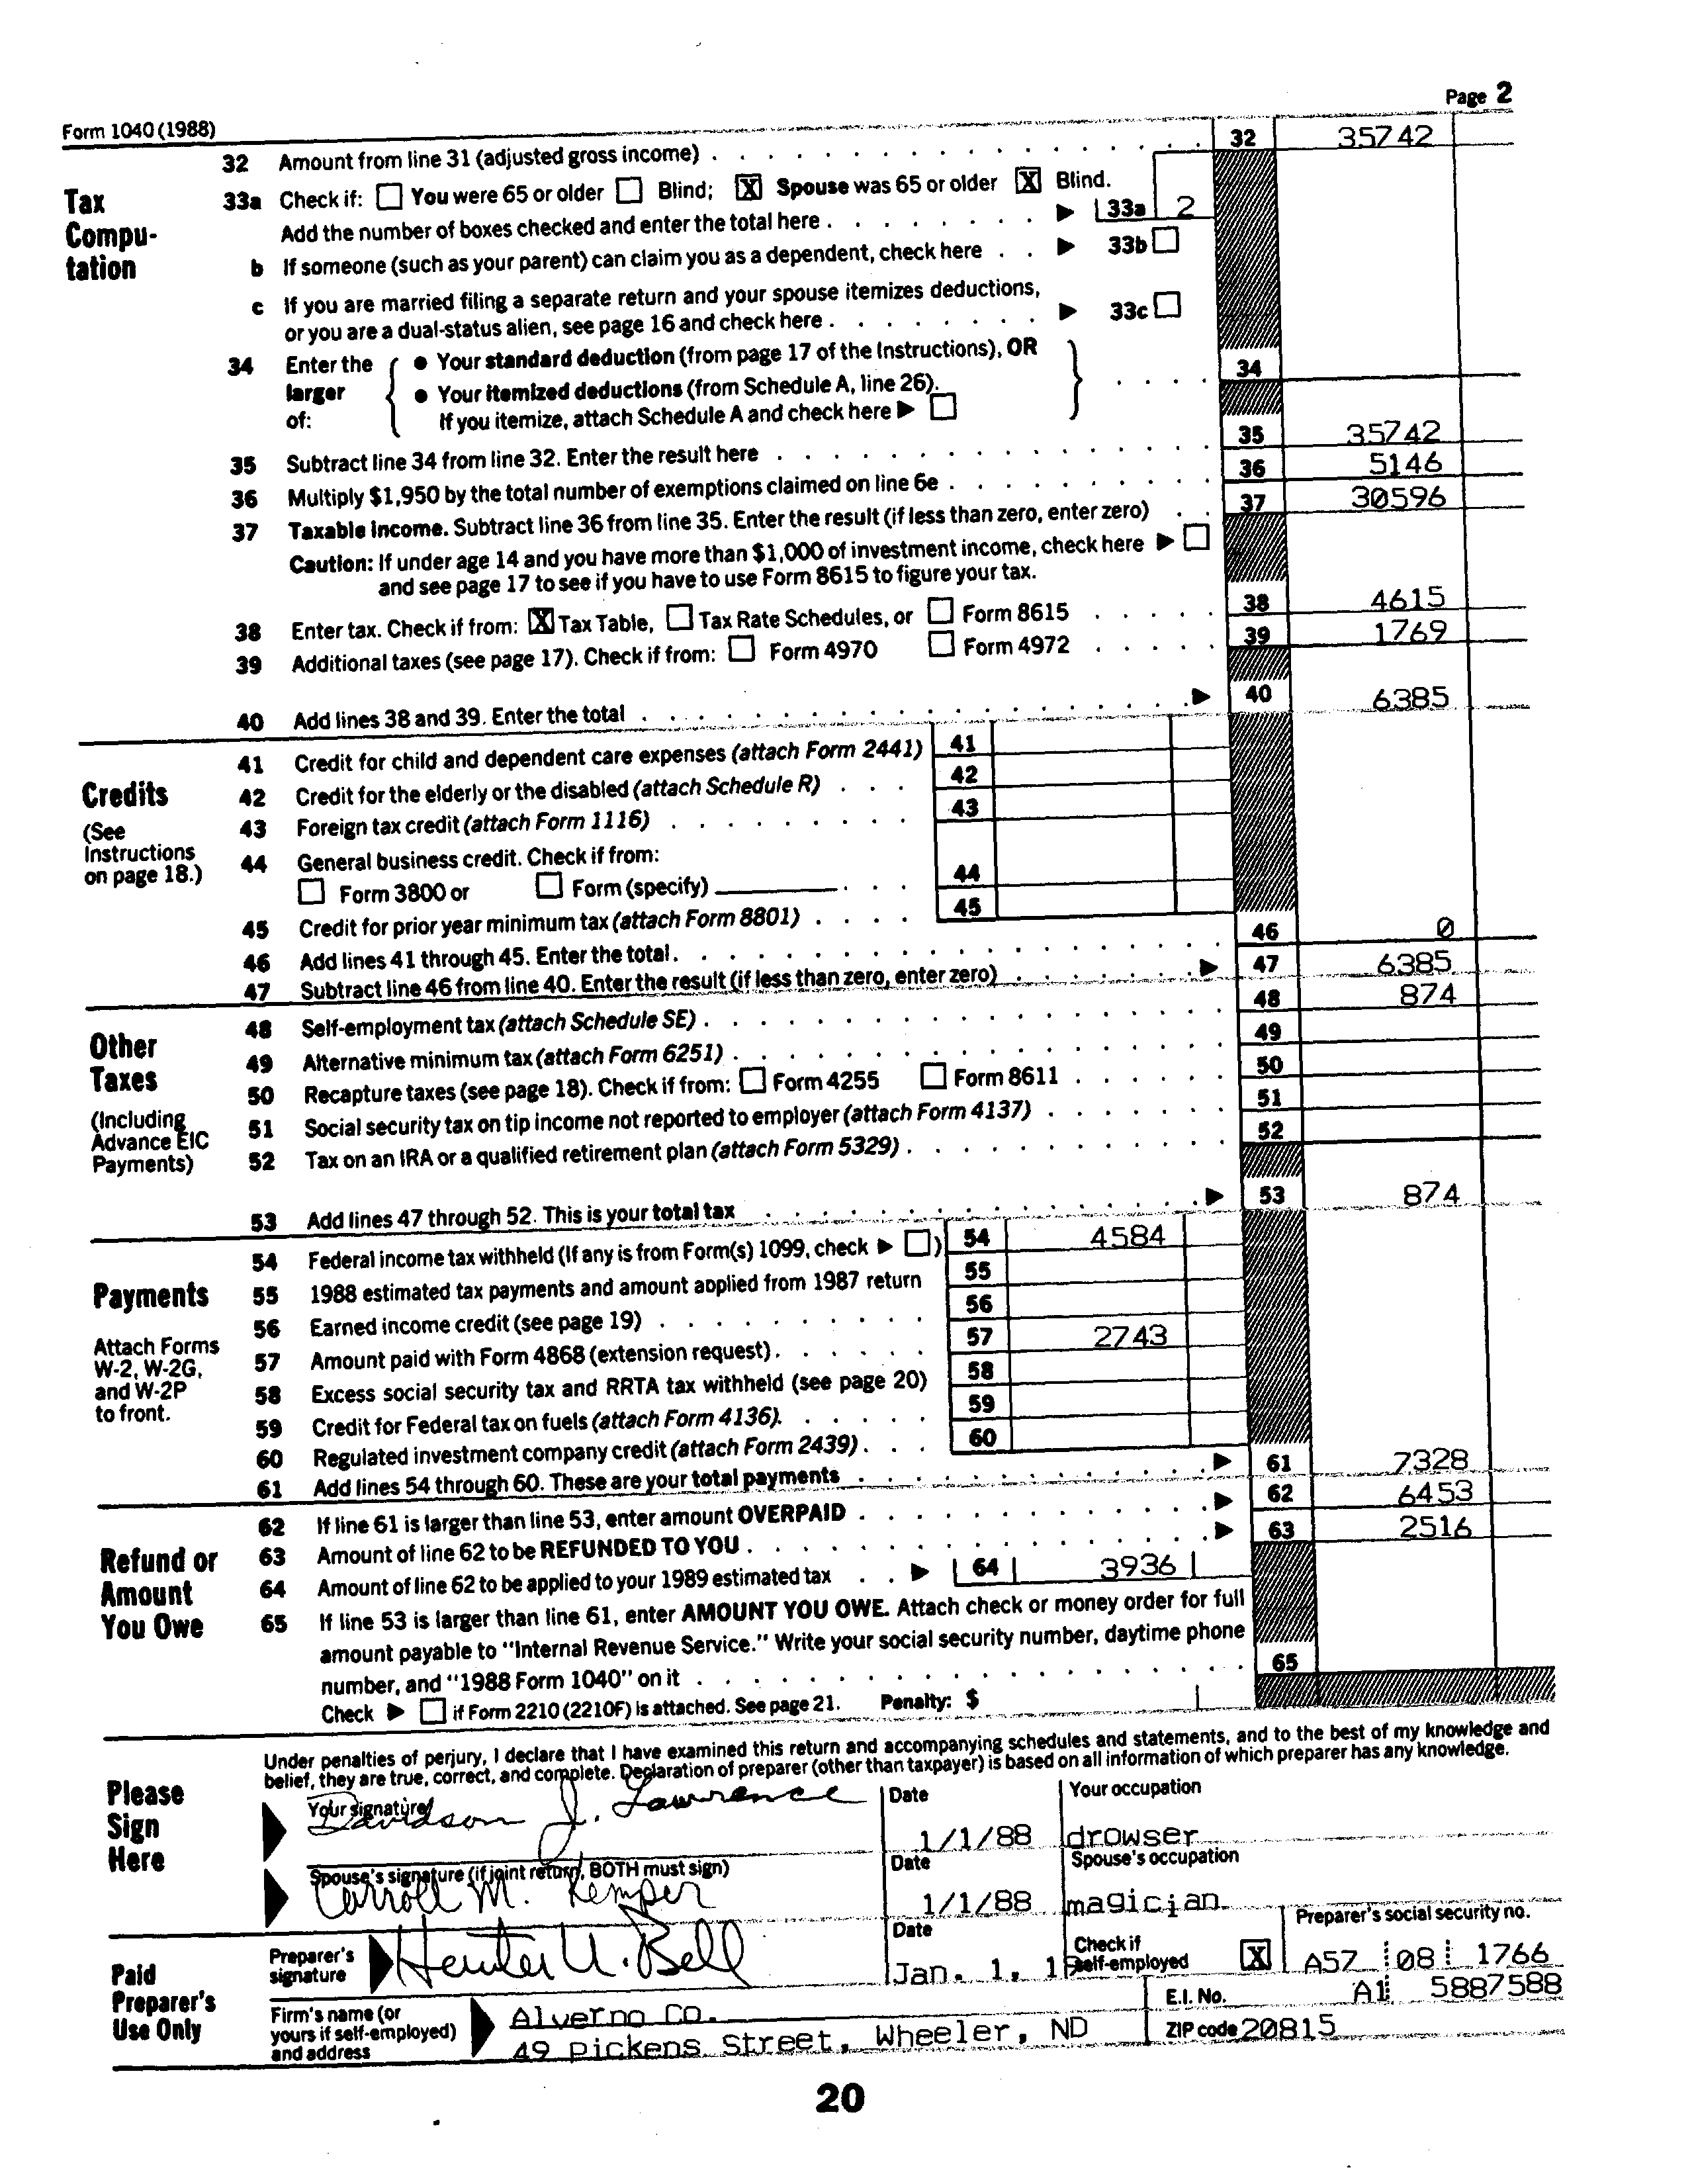 Form 1040 (1988) Page 2
32 Amount from line 31 (adjusted gross income) . . . 32 35742
Tax Computation
33a Check if: ☐ You were 65 or older ☐ Blind; ☒ Spouse was 65 or older ☒ Blind.
Add the number of boxes checked and enter the total here . . . ▶ 33a 2
b If someone (such as your parent) can claim you as a dependent, check here . . ▶ 33b ☐
c If you are married filing a separate return and your spouse itemizes deductions,
or you are a dual-status alien, see page 16 and check here . . . ▶ 33c ☐
34 Enter the larger of: { ● Your standard deduction (from page 17 of the Instructions), OR
● Your itemized deductions (from Schedule A, line 26).
If you itemize, attach Schedule A and check here ▶ ☐ } . . . . 34
35 Subtract line 34 from line 32. Enter the result here . . . 35 35742
36 Multiply $1,950 by the total number of exemptions claimed on line 6e . . . 36 5146
37 Taxable income. Subtract line 36 from line 35. Enter the result (if less than zero, enter zero) . . 37 30596
Caution: If under age 14 and you have more than $1,000 of investment income, check here ▶ ☐
and see page 17 to see if you have to use Form 8615 to figure your tax.
38 Enter tax. Check if from: ☒ Tax Table, ☐ Tax Rate Schedules, or ☐ Form 8615 . . . 38 4615
39 Additional taxes (see page 17). Check if from: ☐ Form 4970 ☐ Form 4972 . . . 39 1769
40 Add lines 38 and 39. Enter the total . . . ▶ 40 6385
Credits
(See Instructions on page 18.)
41 Credit for child and dependent care expenses (attach Form 2441) 41
42 Credit for the elderly or the disabled (attach Schedule R) . . . 42
43 Foreign tax credit (attach Form 1116) . . . 43
44 General business credit. Check if from:
☐ Form 3800 or ☐ Form (specify) . . . 44
45 Credit for prior year minimum tax (attach Form 8801) . . . . 45
46 Add lines 41 through 45. Enter the total . . . 46 0
47 Subtract line 46 from line 40. Enter the result (if less than zero, enter zero) . . . ▶ 47 6385
Other Taxes
(Including Advance EIC Payments)
48 Self-employment tax (attach Schedule SE) . . . 48 874
49 Alternative minimum tax (attach Form 6251) . . . 49
50 Recapture taxes (see page 18). Check if from: ☐ Form 4255 ☐ Form 8611 . . . 50
51 Social security tax on tip income not reported to employer (attach Form 4137) . . . 51
52 Tax on an IRA or a qualified retirement plan (attach Form 5329) . . . 52
53 Add lines 47 through 52. This is your total tax . . . ▶ 53 874
Payments
Attach Forms W-2, W-2G, and W-2P to front.
54 Federal income tax withheld (If any is from Form(s) 1099, check ▶ ☐) 54 4584
55 1988 estimated tax payments and amount applied from 1987 return 55
56 Earned income credit (see page 19) . . . 56
57 Amount paid with Form 4868 (extension request) . . . 57 2743
58 Excess social security tax and RRTA tax withheld (see page 20) 58
59 Credit for Federal tax on fuels (attach Form 4136). . . . 59
60 Regulated investment company credit (attach Form 2439) . . . 60
61 Add lines 54 through 60. These are your total payments . . . ▶ 61 7328
Refund or Amount You Owe
62 If line 61 is larger than line 53, enter amount OVERPAID . . . ▶ 62 6453
63 Amount of line 62 to be REFUNDED TO YOU . . . ▶ 63 2516
64 Amount of line 62 to be applied to your 1989 estimated tax . . ▶ 64 3936
65 If line 53 is larger than line 61, enter AMOUNT YOU OWE. Attach check or money order for full
amount payable to "Internal Revenue Service." Write your social security number, daytime phone
number, and "1988 Form 1040" on it . . . 65
Check ▶ ☐ if Form 2210 (2210F) is attached. See page 21. Penalty: $
Please Sign Here
Under penalties of perjury, I declare that I have examined this return and accompanying schedules and statements, and to the best of my knowledge and
belief, they are true, correct, and complete. Declaration of preparer (other than taxpayer) is based on all information of which preparer has any knowledge.
Your signature Davidson J. Lawrence Date 1/1/88 Your occupation drowser
Spouse's signature (if joint return, BOTH must sign) Carroll M. Kemper Date 1/1/88 Spouse's occupation magician
Paid Preparer's Use Only
Preparer's signature Hewlet U. Bell Date Jan. 1, 1 Check if self-employed ☒ Preparer's social security no. A57 08 1766
Firm's name (or yours if self-employed) and address Alverno CO. E.I. No. A1 5887588
49 Pickens Street, Wheeler, ND ZIP code 20815
20